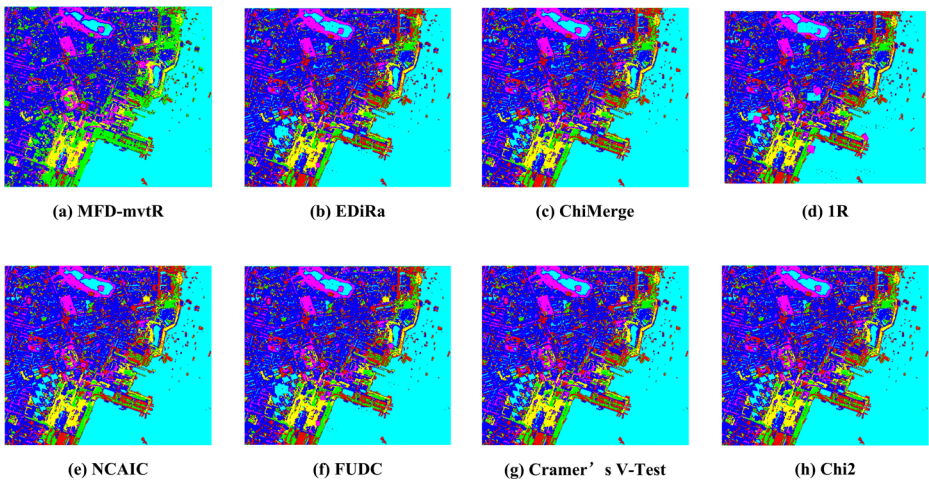 (a) MFD-mvtR
(b) EDiRa
(c) ChiMerge
(d) 1R
(e) NCAIC
(f) FUDC
(g) Cramer’s V-Test
(h) Chi2